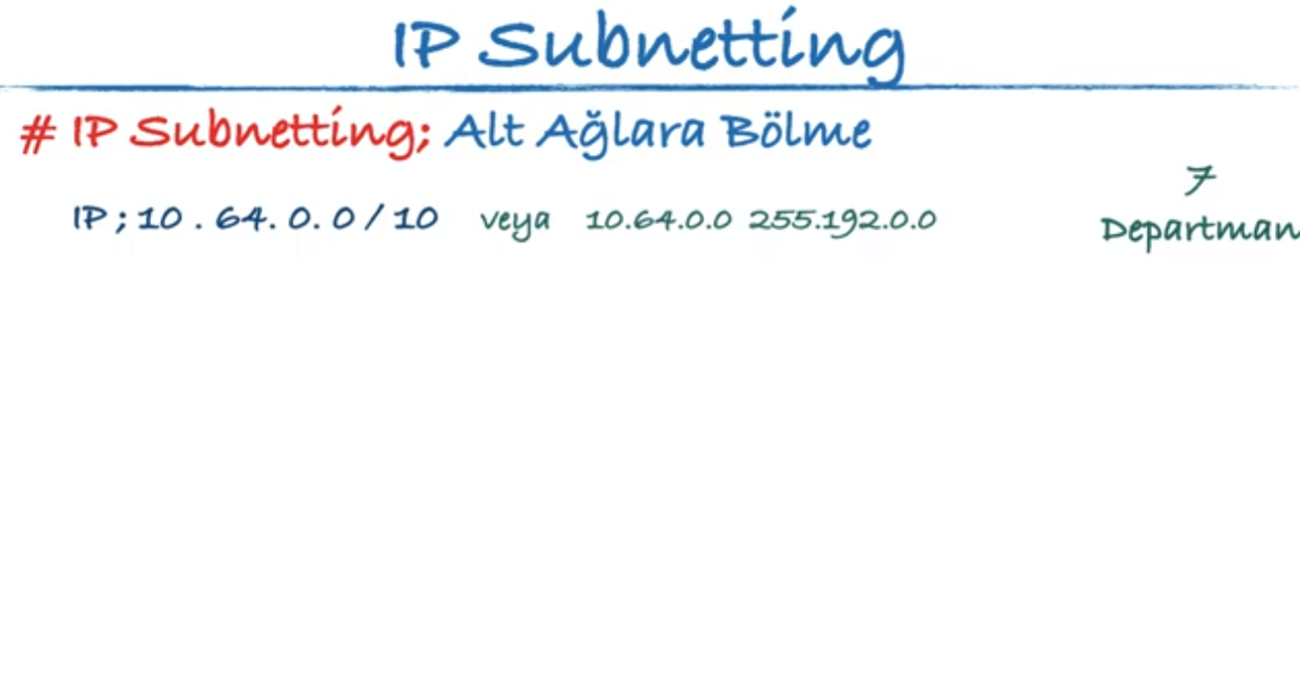 IP Subnetting
# IP Subnetting; Alt Ağlara Bölme
7
IP ; 10 . 64. 0. 0 / 10 veya 10.64.0.0 255.192.0.0
Departman